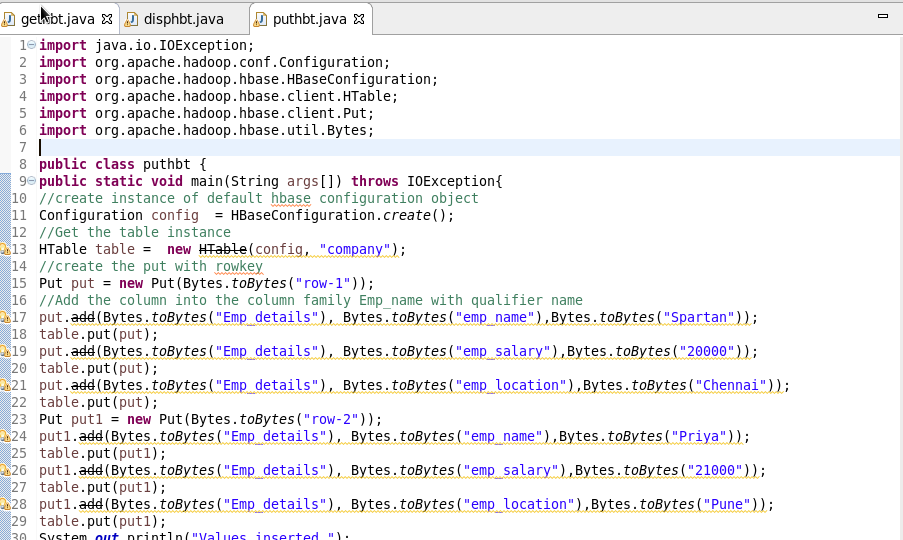 gethbt.java disphbt.java puthbt.java
1 import java.io.IOException;
2 import org.apache.hadoop.conf.Configuration;
3 import org.apache.hadoop.hbase.HBaseConfiguration;
4 import org.apache.hadoop.hbase.client.HTable;
5 import org.apache.hadoop.hbase.client.Put;
6 import org.apache.hadoop.hbase.util.Bytes;
7
8 public class puthbt {
9 public static void main(String args[]) throws IOException{
10 //create instance of default hbase configuration object
11 Configuration config  = HBaseConfiguration.create();
12 //Get the table instance
13 HTable table =  new HTable(config, "company");
14 //create the put with rowkey
15 Put put = new Put(Bytes.toBytes("row-1"));
16 //Add the column into the column family Emp_name with qualifier name
17 put.add(Bytes.toBytes("Emp_details"), Bytes.toBytes("emp_name"),Bytes.toBytes("Spartan"));
18 table.put(put);
19 put.add(Bytes.toBytes("Emp_details"), Bytes.toBytes("emp_salary"),Bytes.toBytes("20000"));
20 table.put(put);
21 put.add(Bytes.toBytes("Emp_details"), Bytes.toBytes("emp_location"),Bytes.toBytes("Chennai"));
22 table.put(put);
23 Put put1 = new Put(Bytes.toBytes("row-2"));
24 put1.add(Bytes.toBytes("Emp_details"), Bytes.toBytes("emp_name"),Bytes.toBytes("Priya"));
25 table.put(put1);
26 put1.add(Bytes.toBytes("Emp_details"), Bytes.toBytes("emp_salary"),Bytes.toBytes("21000"));
27 table.put(put1);
28 put1.add(Bytes.toBytes("Emp_details"), Bytes.toBytes("emp_location"),Bytes.toBytes("Pune"));
29 table.put(put1);
30 System.out.println("Values inserted ");